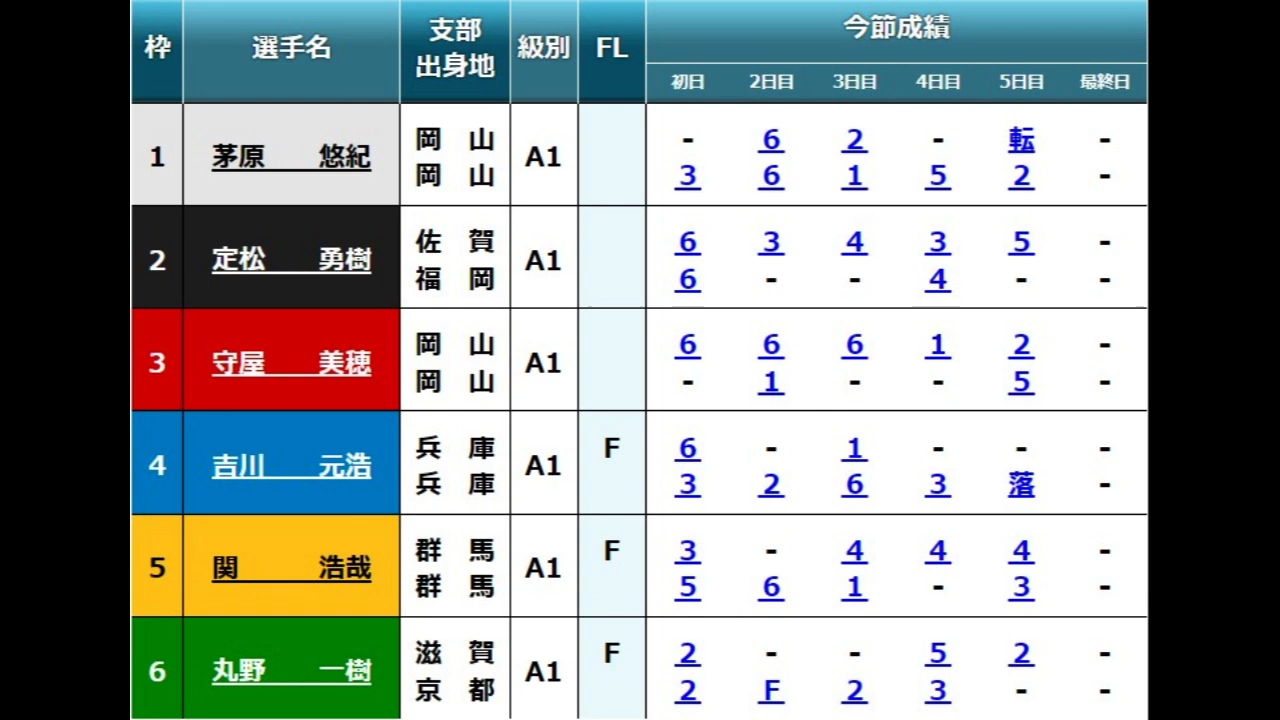 枠 選手名 支部 出身地 級別 FL 今節成績
初日 2日目 3日目 4日目 5日目 最終日
1 茅原 悠紀 岡山 A1 - 6 2 - 転 -
岡山 3 6 1 5 2 -
2 定松 勇樹 佐賀 A1 6 3 4 3 5 -
福岡 6 - - 4 - -
3 守屋 美穂 岡山 A1 6 6 6 1 2 -
岡山 - 1 - - 5 -
4 吉川 元浩 兵庫 A1 F 6 - 1 - - -
兵庫 3 2 6 3 落 -
5 関 浩哉 群馬 A1 F 3 - 4 4 4 -
群馬 5 6 1 - 3 -
6 丸野 一樹 滋賀 A1 F 2 - - 5 2 -
京都 2 F 2 3 - -